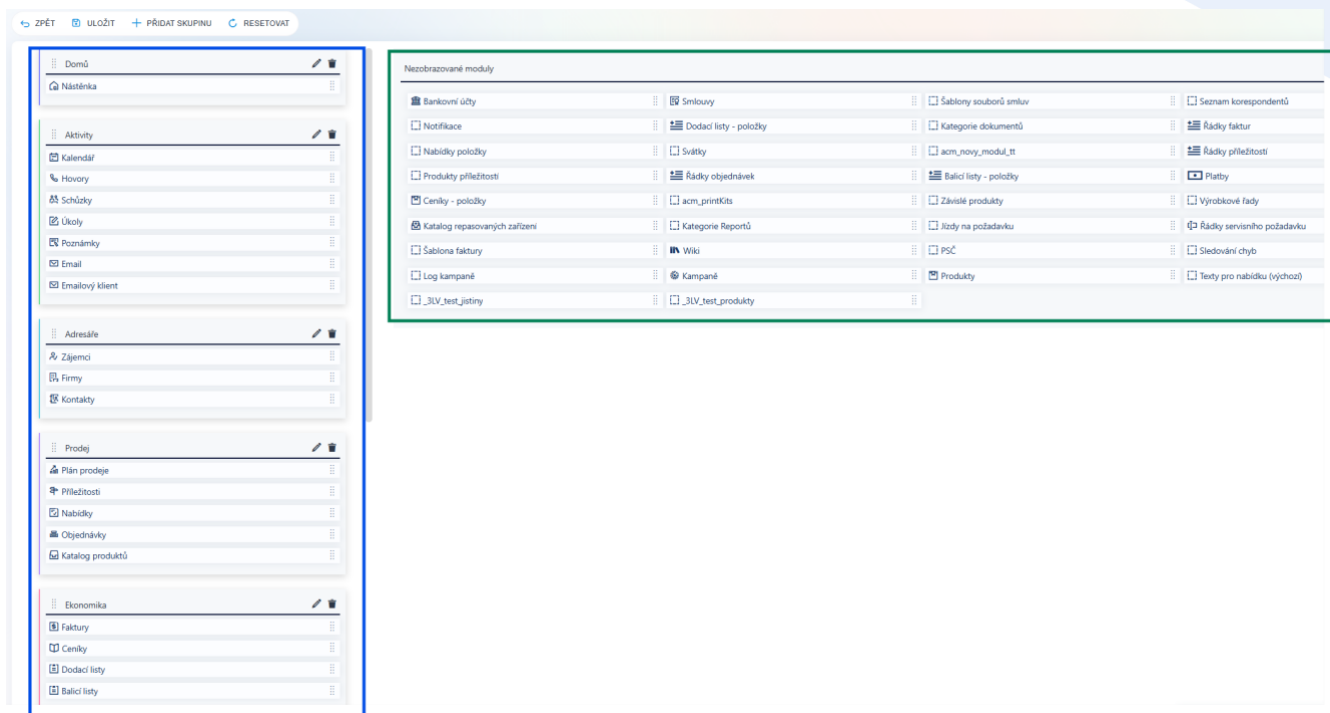 ZPĚT ULOŽIT PŘIDAT SKUPINU RESETOVAT
Domů
Nástěnka
Aktivity
Kalendář
Hovory
Schůzky
Úkoly
Poznámky
Email
Emailový klient
Adresáře
Zájemci
Firmy
Kontakty
Prodej
Plán prodeje
Příležitosti
Nabídky
Objednávky
Katalog produktů
Ekonomika
Faktury
Ceníky
Dodací listy
Balicí listy
Nezobrazované moduly
Bankovní účty Smlouvy Šablony souborů smluv Seznam korespondentů
Notifikace Dodací listy - položky Kategorie dokumentů Řádky faktur
Nabídky položky Svátky acm_novy_modul_tt Řádky příležitostí
Produkty příležitosti Řádky objednávek Balicí listy - položky Platby
Ceníky - položky acm_printKits Závislé produkty Výrobkové řady
Katalog repasovaných zařízení Kategorie Reportů Jízdy na požadavku Řádky servisního požadavku
Šablona faktury Wiki PSČ Sledování chyb
Log kampaně Kampaně Produkty Texty pro nabídku (výchozí)
_3LV_test_jistiny _3LV_test_produkty